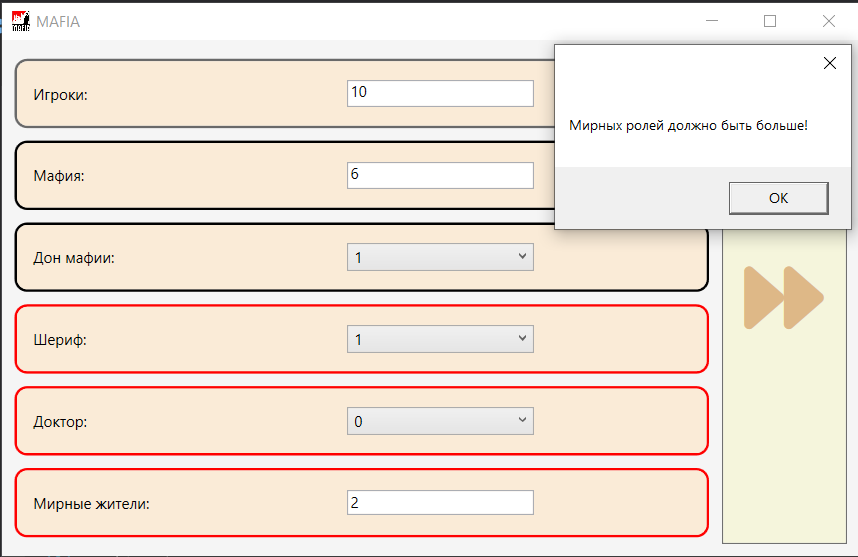 MAFIA
Игроки: 10
Мирных ролей должно быть больше!
Мафия: 6
OK
Дон мафии: 1
Шериф: 1
Доктор: 0
Мирные жители: 2